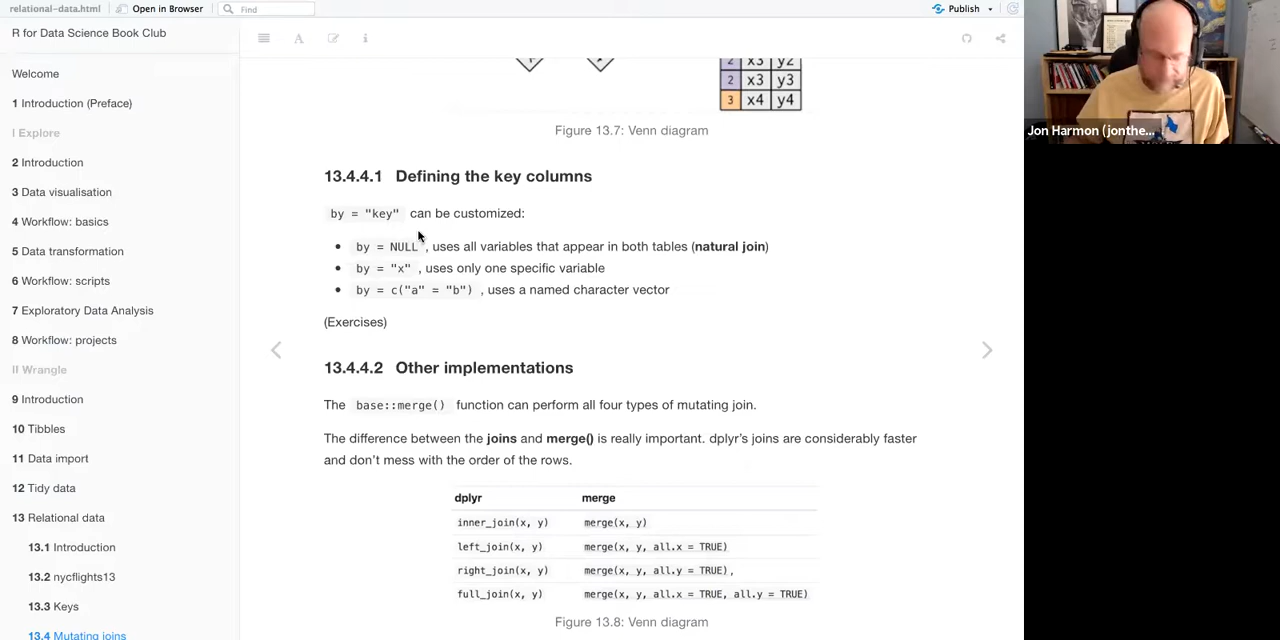 relational-data.html
Open in Browser
Find
Publish
R for Data Science Book Club
Welcome
1 Introduction (Preface)
I Explore
2 Introduction
3 Data visualisation
4 Workflow: basics
5 Data transformation
6 Workflow: scripts
7 Exploratory Data Analysis
8 Workflow: projects
II Wrangle
9 Introduction
10 Tibbles
11 Data import
12 Tidy data
13 Relational data
13.1 Introduction
13.2 nycflights13
13.3 Keys
13.4 Mutating joins
2 x3 y2
2 x3 y3
3 x4 y4
Figure 13.7: Venn diagram
13.4.4.1 Defining the key columns
by = "key" can be customized:
• by = NULL , uses all variables that appear in both tables (natural join)
• by = "x" , uses only one specific variable
• by = c("a" = "b") , uses a named character vector
(Exercises)
13.4.4.2 Other implementations
The base::merge() function can perform all four types of mutating join.
The difference between the joins and merge() is really important. dplyr's joins are considerably faster
and don't mess with the order of the rows.
dplyr merge
inner_join(x, y) merge(x, y)
left_join(x, y) merge(x, y, all.x = TRUE)
right_join(x, y) merge(x, y, all.y = TRUE),
full_join(x, y) merge(x, y, all.x = TRUE, all.y = TRUE)
Figure 13.8: Venn diagram
Jon Harmon (jonthe...